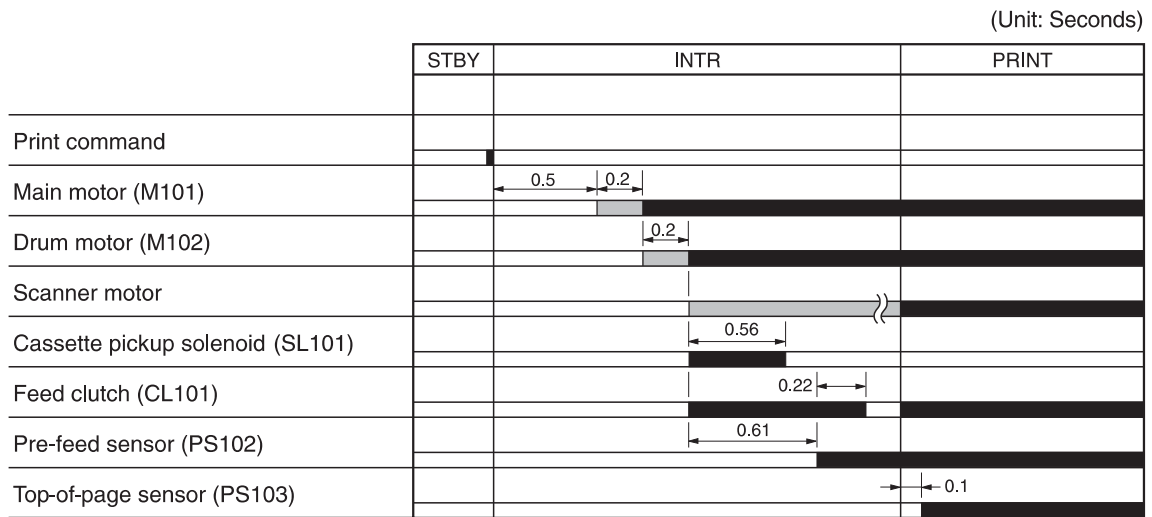 (Unit: Seconds)
STBY INTR PRINT
Print command
0.5 0.2
Main motor (M101)
0.2
Drum motor (M102)
Scanner motor
0.56
Cassette pickup solenoid (SL101)
0.22
Feed clutch (CL101)
0.61
Pre-feed sensor (PS102)
Top-of-page sensor (PS103) 0.1